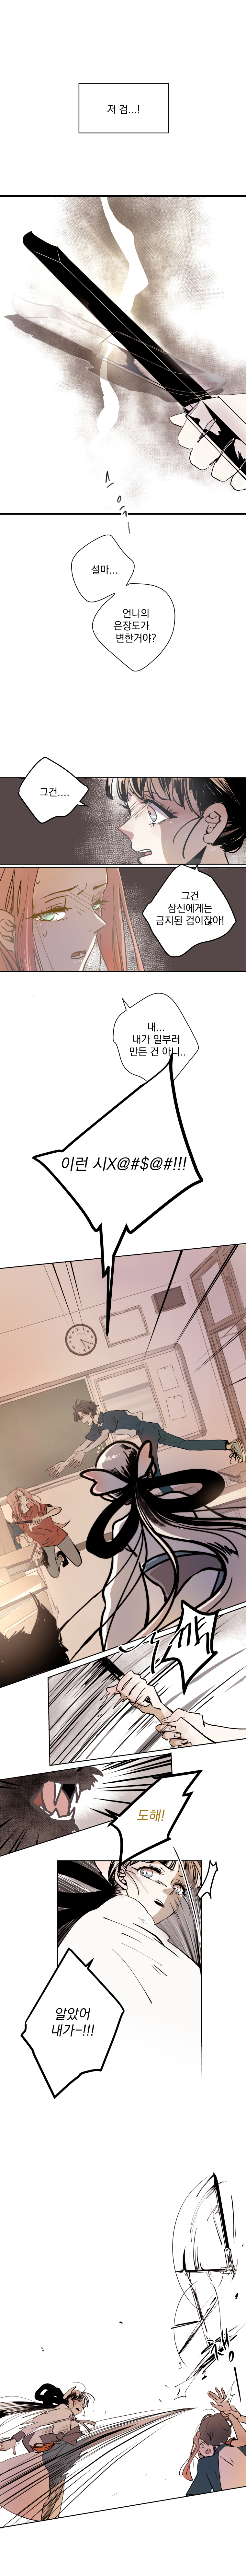 저 검...!
설마...
언니의
은장도가
변한거야?
그건....
그건
삼신에게는
금지된 검이잖아!
내...
내가 일부러
만든 건 아니..
이런 시X@#$@#!!!
도해!
알았어
내가-!!!